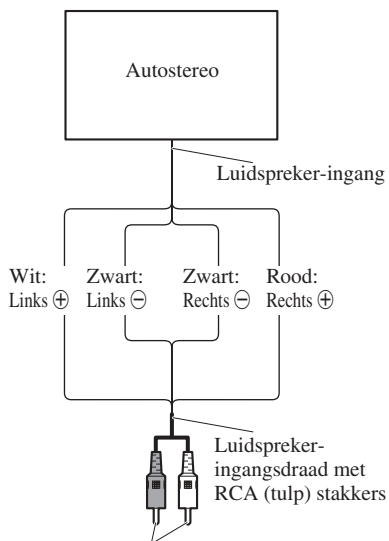 Autostereo
Luidspreker-ingang
Wit: Zwart: Zwart: Rood:
Links ⊕ Links ⊖ Rechts ⊖ Rechts ⊕
Luidspreker-
ingangsdraad met
RCA (tulp) stakkers